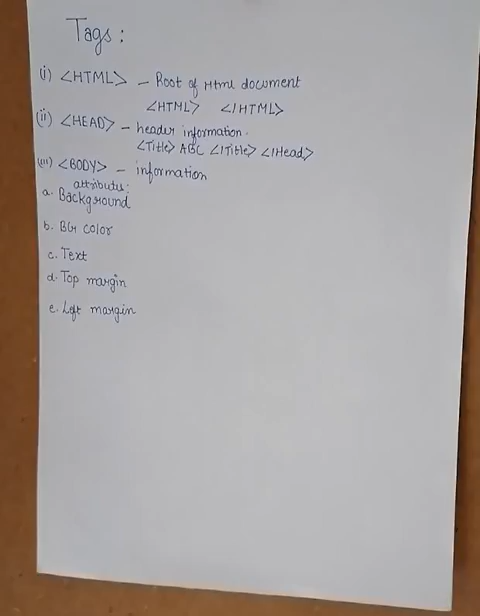 Tags:
(i) <HTML> - Root of Html document
<HTML> </HTML>
(ii) <HEAD> - header information.
<Title> ABC </Title> </Head>
(iii) <BODY> - information
attributes:
a. Background
b. BG color
c. Text
d. Top margin
e. Left margin